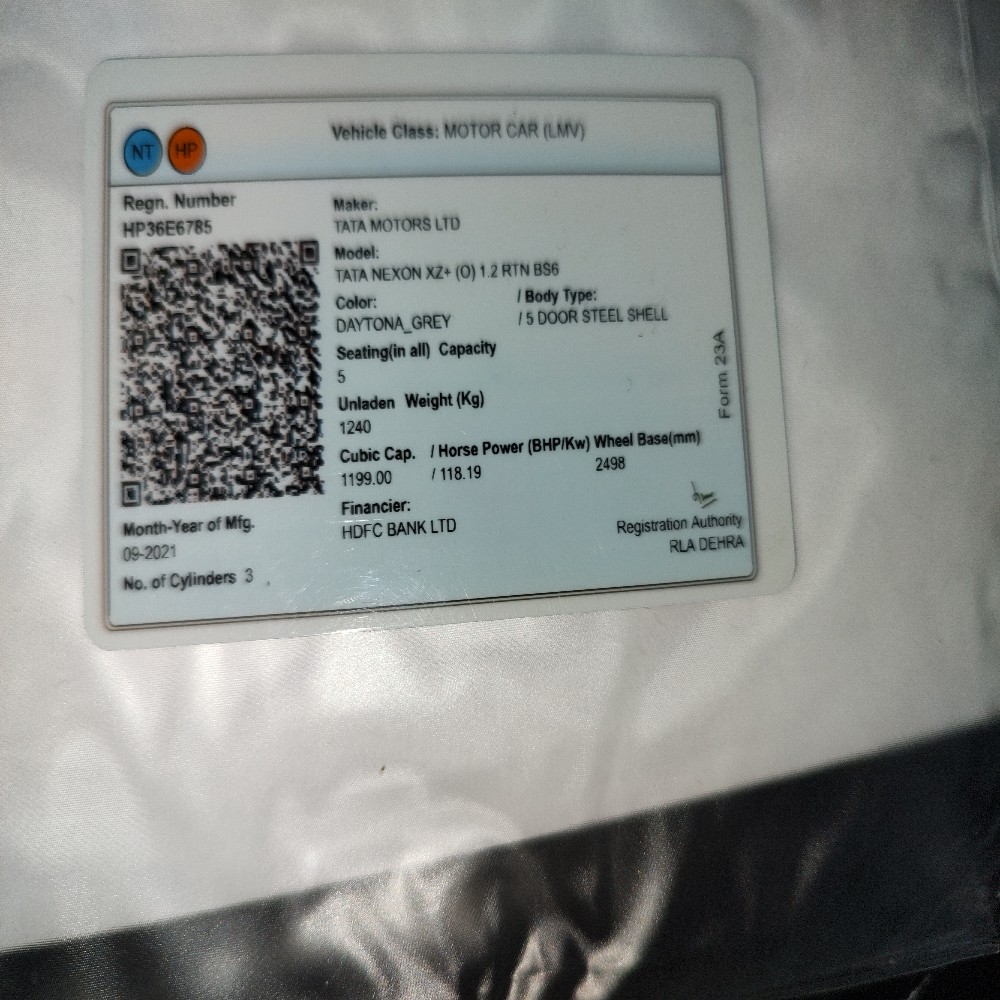 NT HP
Vehicle Class: MOTOR CAR (LMV)
Regn. Number
HP36E6785
Maker:
TATA MOTORS LTD
Model:
TATA NEXON XZ+ (O) 1.2 RTN BS6
Color: / Body Type:
DAYTONA_GREY / 5 DOOR STEEL SHELL
Seating(in all) Capacity
5
Unladen Weight (Kg)
1240
Cubic Cap. / Horse Power (BHP/Kw) Wheel Base(mm)
1199.00 / 118.19 2498
Financier:
HDFC BANK LTD
Month-Year of Mfg.
09-2021
No. of Cylinders 3
Form 23A
Registration Authority
RLA DEHRA